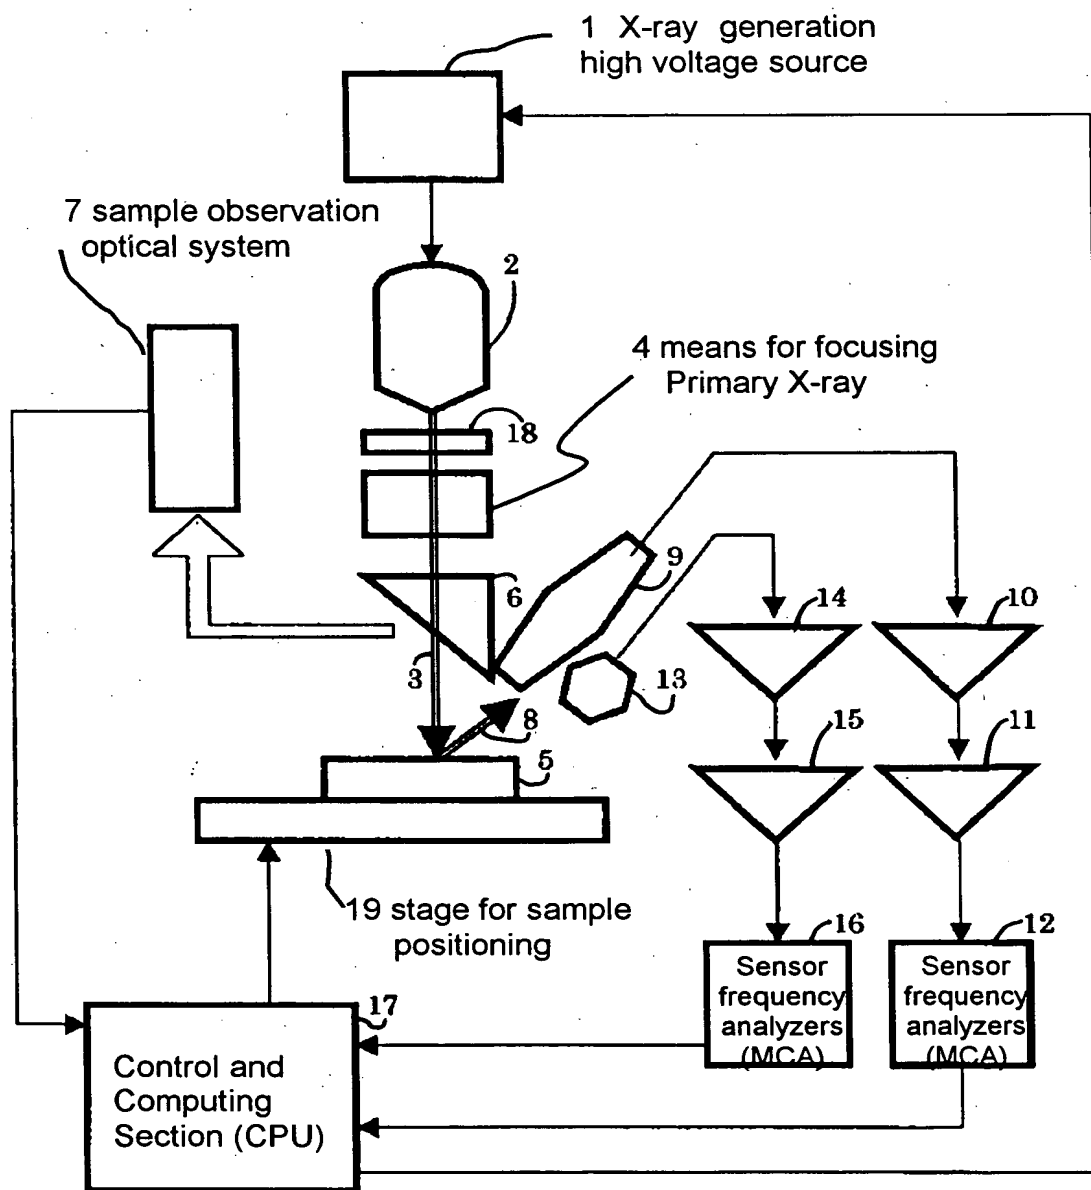 1 X-ray generation
high voltage source
7 sample observation
optical system
2
4 means for focusing
Primary X-ray
18
9
6
14
10
3
13
8
15
11
5
19 stage for sample
positioning
16
12
Sensor
frequency
analyzers
(MCA)
Sensor
frequency
analyzers
(MCA)
17
Control and
Computing
Section (CPU)